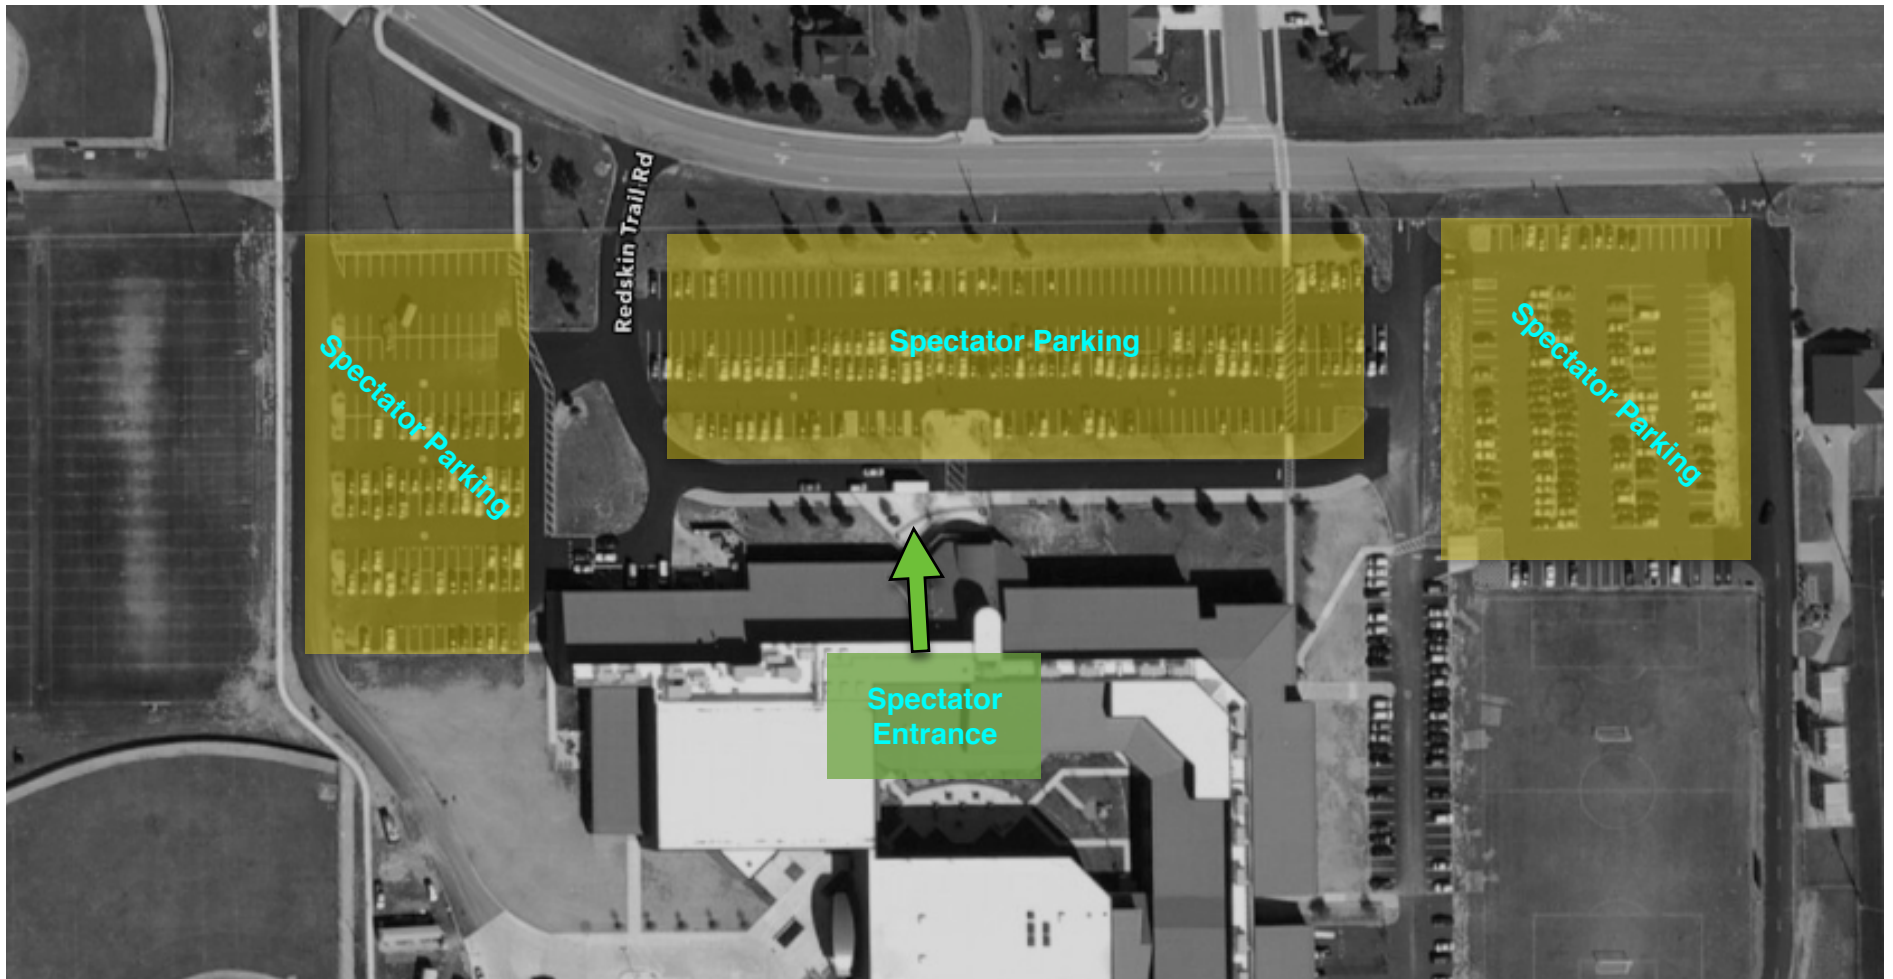 Redskin Trail Rd
Spectator Parking
Spectator Parking
Spectator Parking
Spectator
Entrance